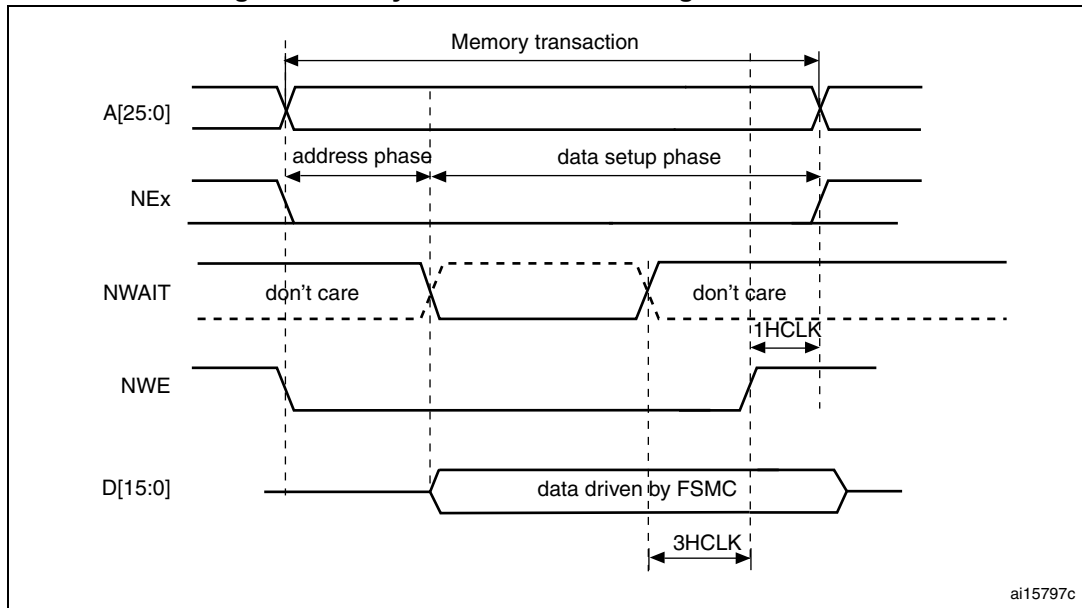 Memory transaction
A[25:0]
address phase
data setup phase
NEx
NWAIT
don't care
don't care
1HCLK
NWE
D[15:0]
data driven by FSMC
3HCLK
ai15797c